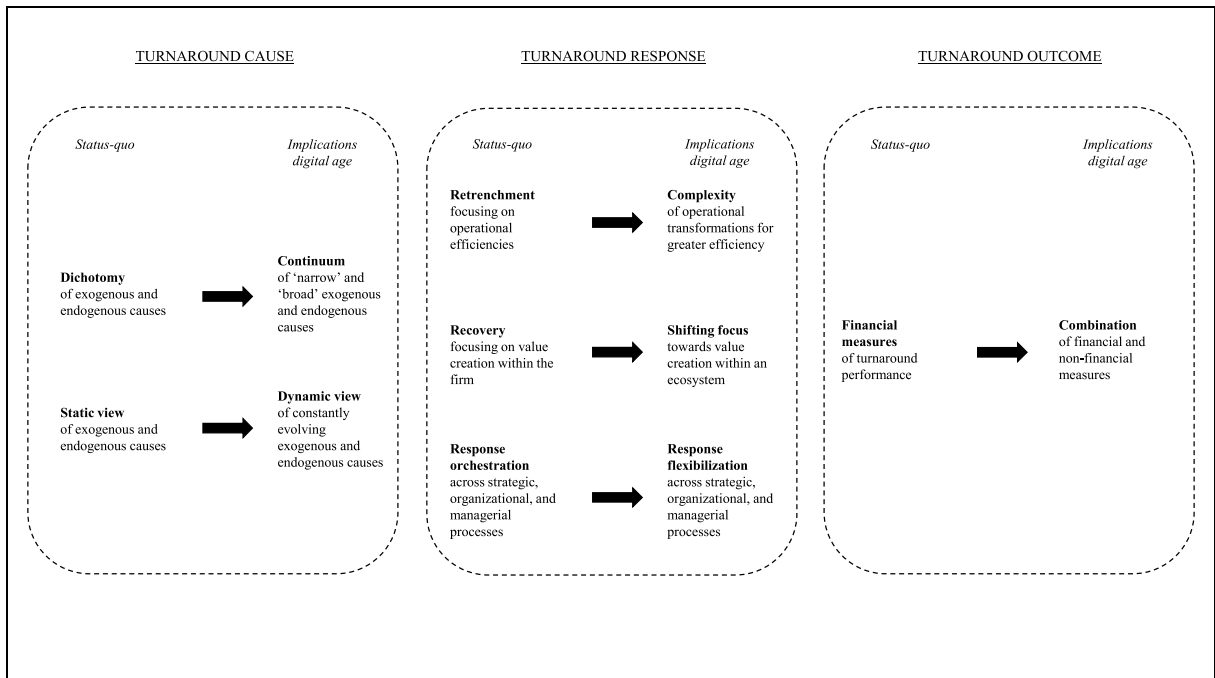 TURNAROUND CAUSE
Status-quo
Implications
digital age
Dichotomy
of exogenous and
endogenous causes
Continuum
of ‘narrow’ and
‘broad’ exogenous
and endogenous
causes
Static view
of exogenous and
endogenous causes
Dynamic view
of constantly
evolving
exogenous and
endogenous causes
TURNAROUND RESPONSE
Status-quo
Implications
digital age
Retrenchment
focusing on
operational
efficiencies
Complexity
of operational
transformations for
greater efficiency
Recovery
focusing on value
creation within the
firm
Shifting focus
towards value
creation within an
ecosystem
Response
orchestration
across strategic,
organizational, and
managerial
processes
Response
flexibilization
across strategic,
organizational, and
managerial
processes
TURNAROUND OUTCOME
Status-quo
Implications
digital age
Financial
measures
of turnaround
performance
Combination
of financial and
non-financial
measures